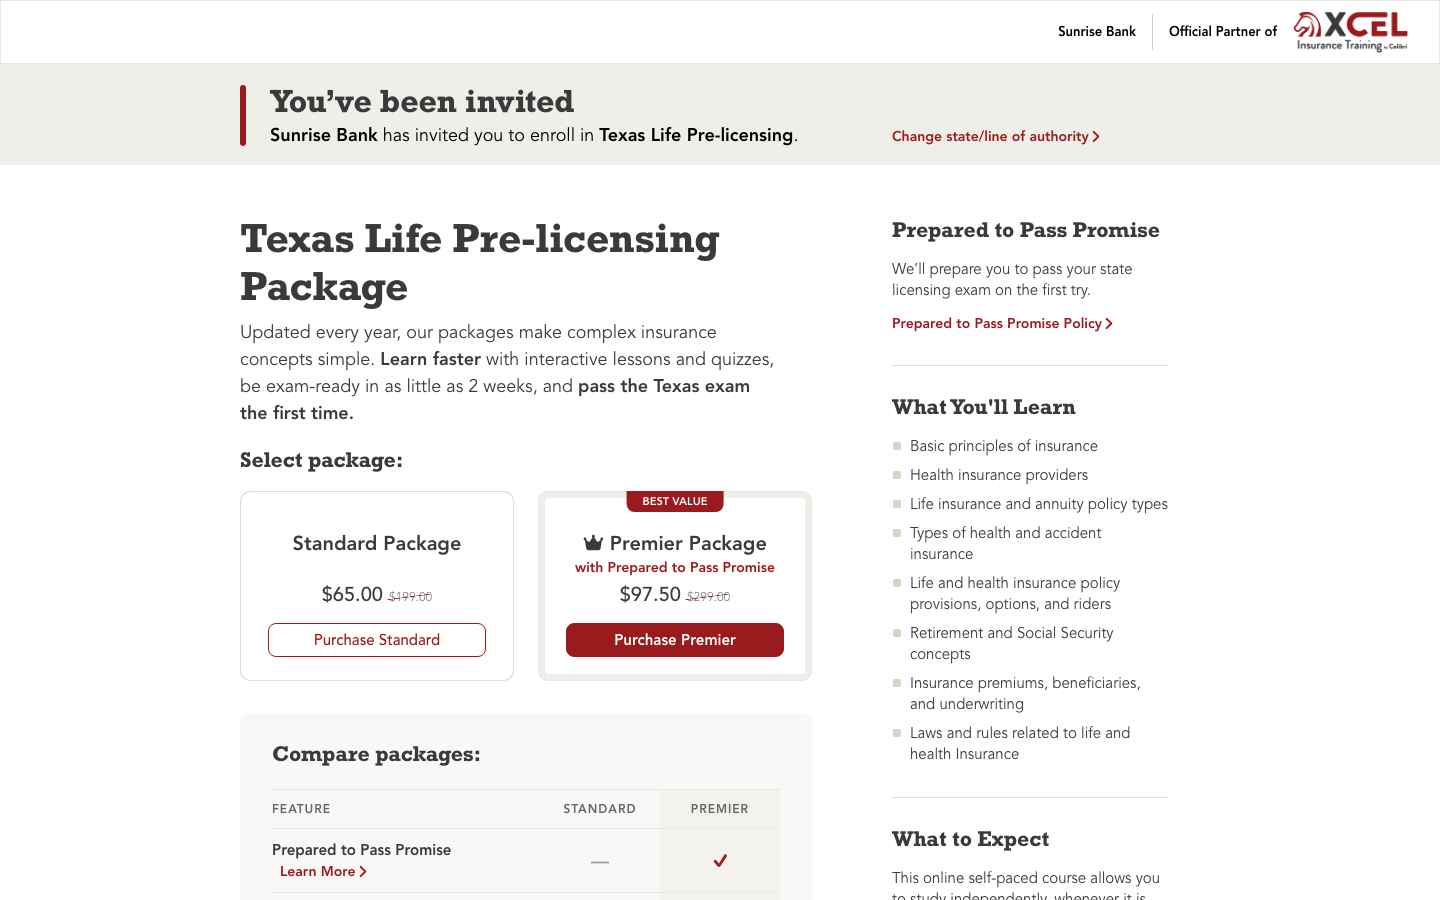 Sunrise Bank
Official Partner of
XCEL
Insurance Training by Colibri
You've been invited
Sunrise Bank has invited you to enroll in Texas Life Pre-licensing.
Change state/line of authority
Texas Life Pre-licensing
Package
Updated every year, our packages make complex insurance
concepts simple. Learn faster with interactive lessons and quizzes,
be exam-ready in as little as 2 weeks, and pass the Texas exam
the first time.
Select package:
Standard Package
$65.00 $199.00
Purchase Standard
BEST VALUE
Premier Package
with Prepared to Pass Promise
$97.50 $299.00
Purchase Premier
Compare packages:
FEATURE STANDARD PREMIER
Prepared to Pass Promise
—
Learn More
Prepared to Pass Promise
We'll prepare you to pass your state
licensing exam on the first try.
Prepared to Pass Promise Policy
What You'll Learn
Basic principles of insurance
Health insurance providers
Life insurance and annuity policy types
Types of health and accident
insurance
Life and health insurance policy
provisions, options, and riders
Retirement and Social Security
concepts
Insurance premiums, beneficiaries,
and underwriting
Laws and rules related to life and
health Insurance
What to Expect
This online self-paced course allows you
to study independently, whenever it is